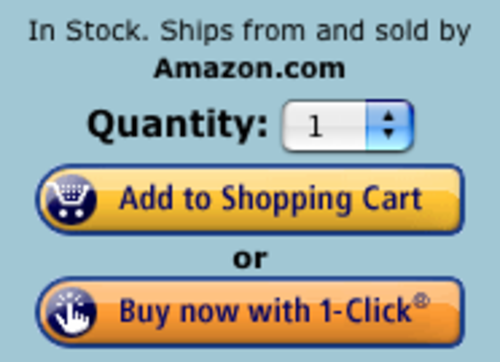 In Stock. Ships from and sold by
Amazon.com
Quantity: 1
Add to Shopping Cart
or
Buy now with 1-Click®